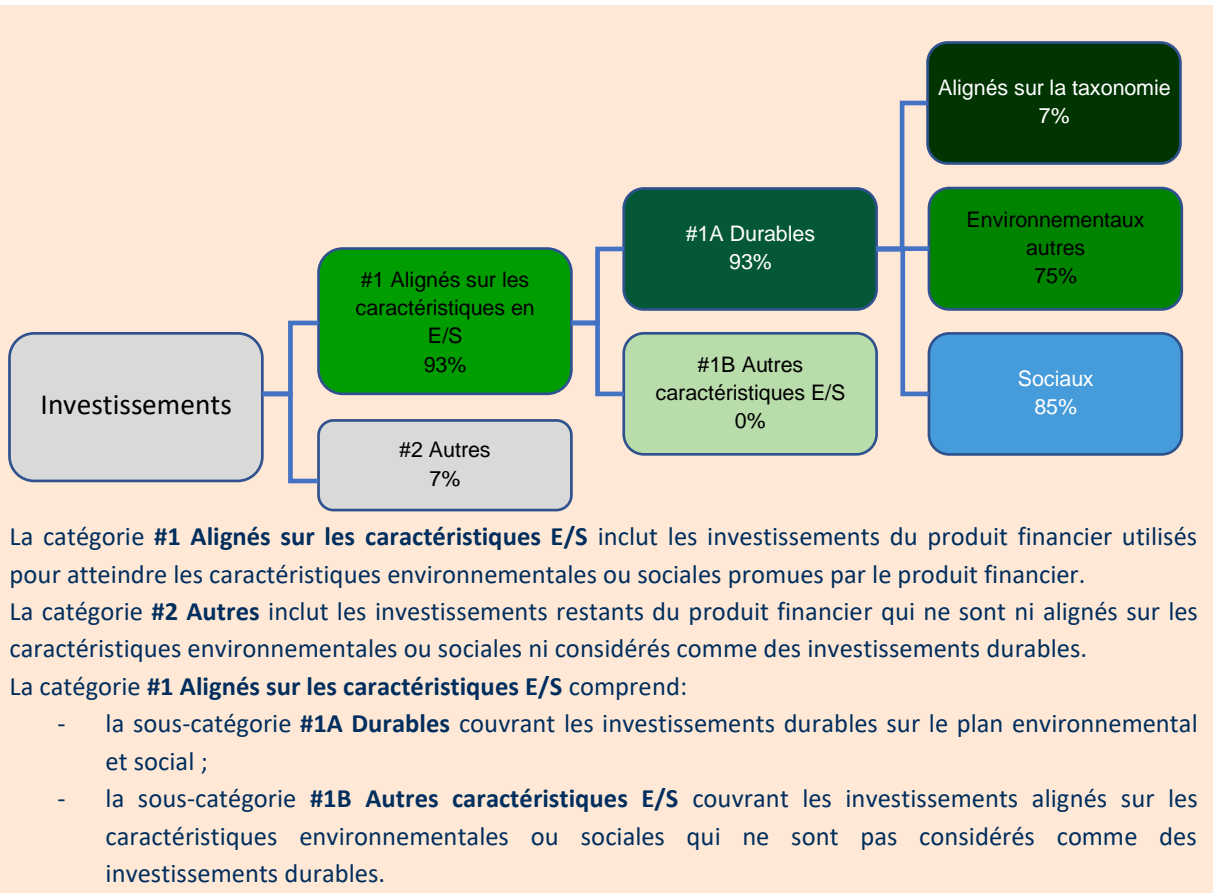 Alignés sur la taxonomie
7%
#1A Durables
93%
Environnementaux
autres
75%
#1 Alignés sur les
caractéristiques en
E/S
93%
#1B Autres
caractéristiques E/S
0%
Sociaux
85%
Investissements
#2 Autres
7%
La catégorie #1 Alignés sur les caractéristiques E/S inclut les investissements du produit financier utilisés
pour atteindre les caractéristiques environnementales ou sociales promues par le produit financier.
La catégorie #2 Autres inclut les investissements restants du produit financier qui ne sont ni alignés sur les
caractéristiques environnementales ou sociales ni considérés comme des investissements durables.
La catégorie #1 Alignés sur les caractéristiques E/S comprend:
- la sous-catégorie #1A Durables couvrant les investissements durables sur le plan environnemental
et social ;
- la sous-catégorie #1B Autres caractéristiques E/S couvrant les investissements alignés sur les
caractéristiques environnementales ou sociales qui ne sont pas considérés comme des
investissements durables.